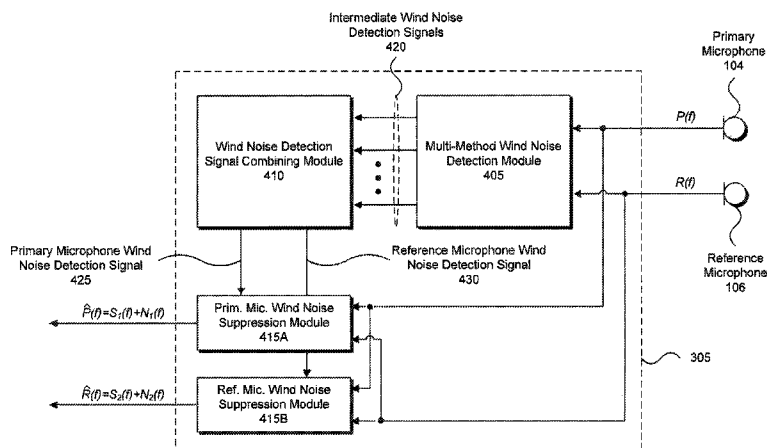 Intermediate Wind Noise
Detection Signals
420
Primary
Microphone
104
Wind Noise Detection
Signal Combining Module
410
Multi-Method Wind Noise
Detection Module
405
P(f)
R(f)
Primary Microphone Wind
Noise Detection Signal
425
Reference Microphone Wind
Noise Detection Signal
430
Reference
Microphone
106
Prim. Mic. Wind Noise
Suppression Module
415A
P̂(f)=S₁(f)+N₁(f)
305
Ref. Mic. Wind Noise
Suppression Module
415B
R̂(f)=S₂(f)+N₂(f)